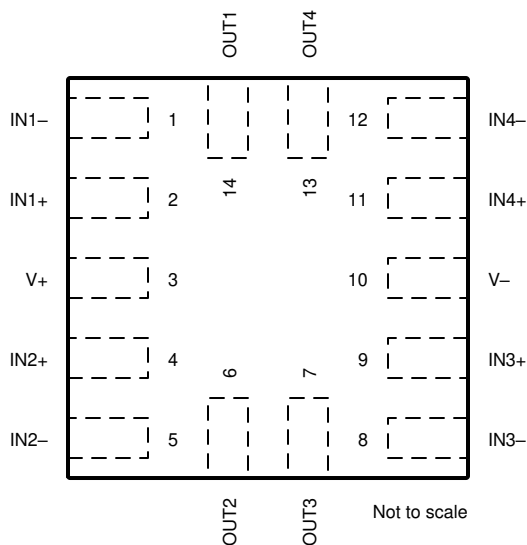 OUT1
OUT4
IN1–
1
12
IN4–
14
13
IN1+
2
11
IN4+
V+
3
10
V–
IN2+
4
6
7
9
IN3+
IN2–
5
8
IN3–
OUT2
OUT3
Not to scale